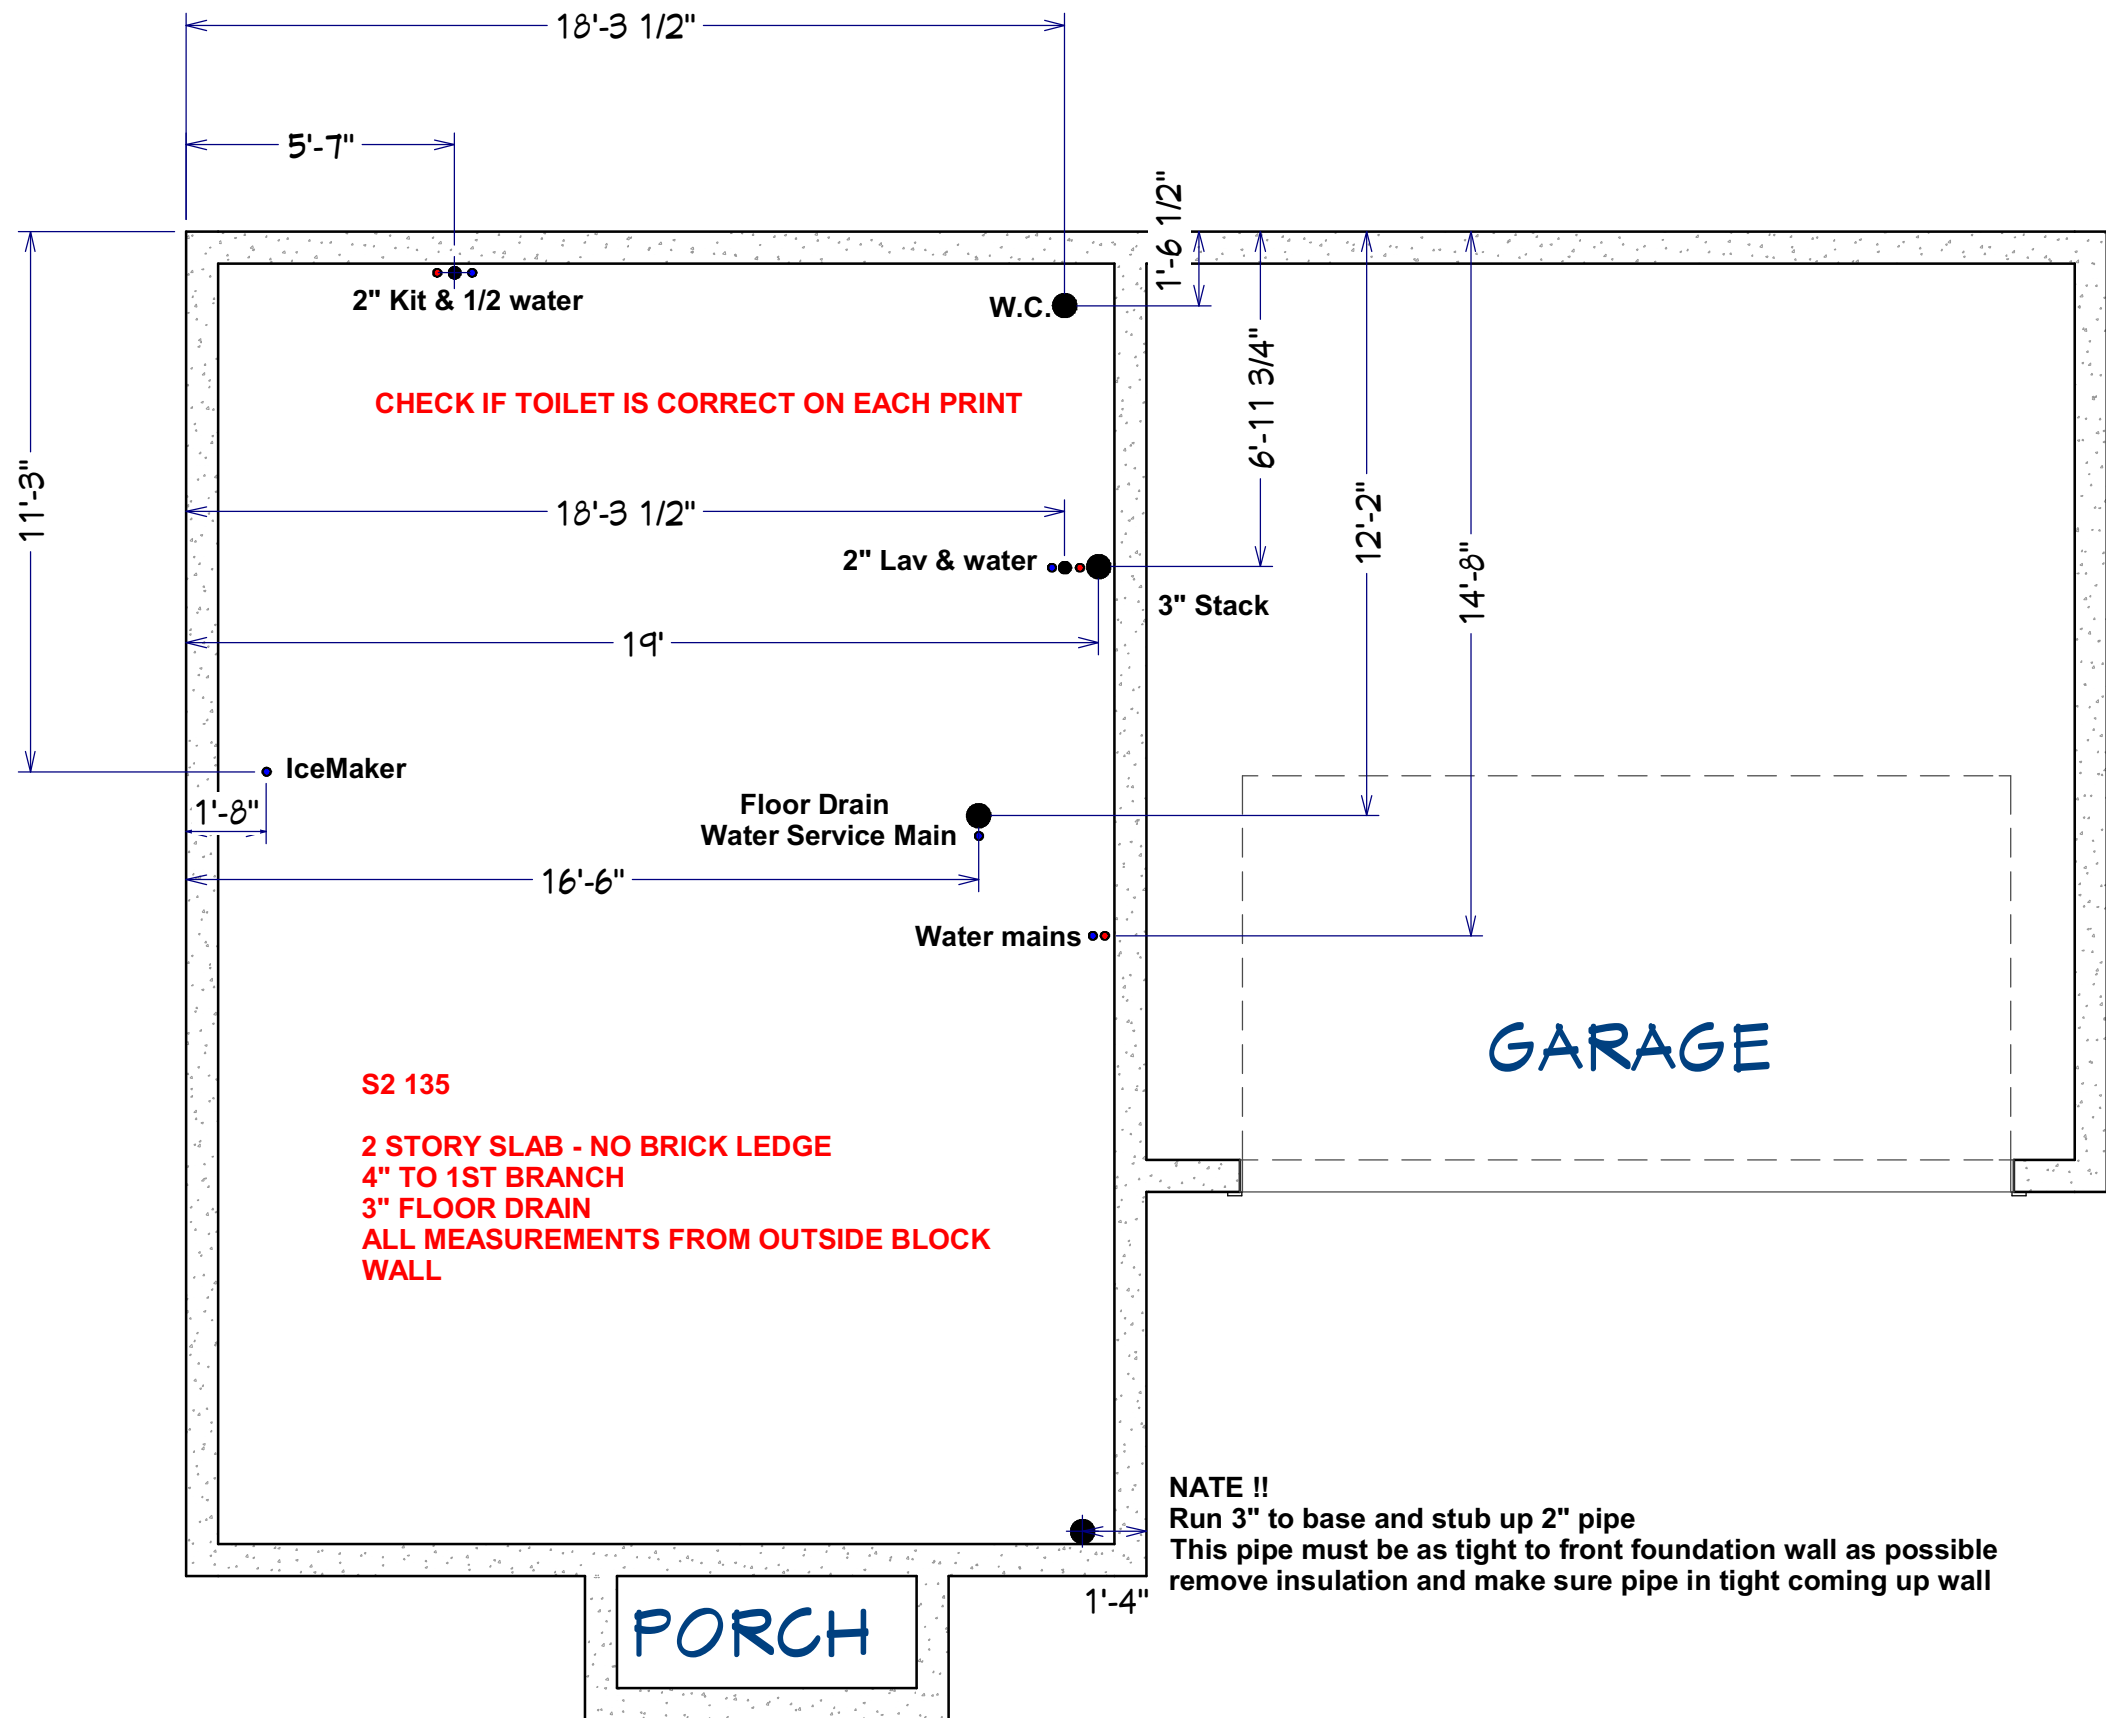 18'-3 1/2"
5'-7"
1'-6 1/2"
2" Kit & 1/2 water
W.C.
6'-11 3/4"
CHECK IF TOILET IS CORRECT ON EACH PRINT
11'-3"
18'-3 1/2"
12'-2"
14'-8"
2" Lav & water
3" Stack
19'
IceMaker
1'-8"
Floor Drain
Water Service Main
16'-6"
Water mains
GARAGE
S2 135
2 STORY SLAB - NO BRICK LEDGE
4" TO 1ST BRANCH
3" FLOOR DRAIN
ALL MEASUREMENTS FROM OUTSIDE BLOCK
WALL
NATE !!
Run 3" to base and stub up 2" pipe
This pipe must be as tight to front foundation wall as possible
remove insulation and make sure pipe in tight coming up wall
1'-4"
PORCH